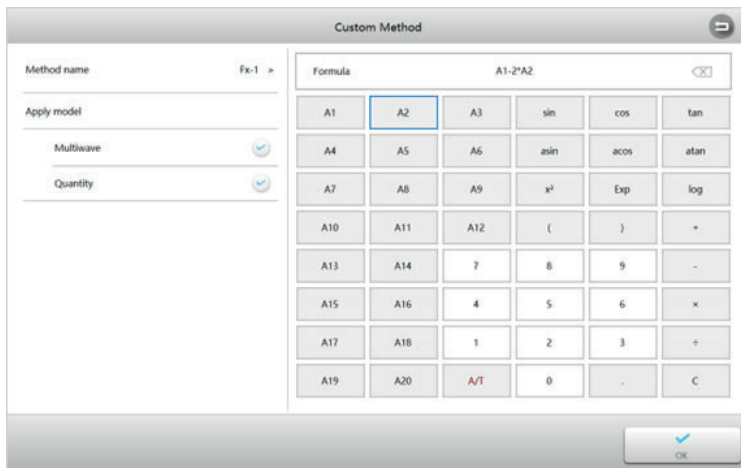 Custom Method
Method name Fx-1 >
Apply model
Multiwave
Quantity
Formula A1-2*A2
A1 A2 A3 sin cos tan
A4 A5 A6 asin acos atan
A7 A8 A9 x² Exp log
A10 A11 A12 ( ) +
A13 A14 7 8 9 -
A15 A16 4 5 6 ×
A17 A18 1 2 3 ÷
A19 A20 A/T 0 . C
OK